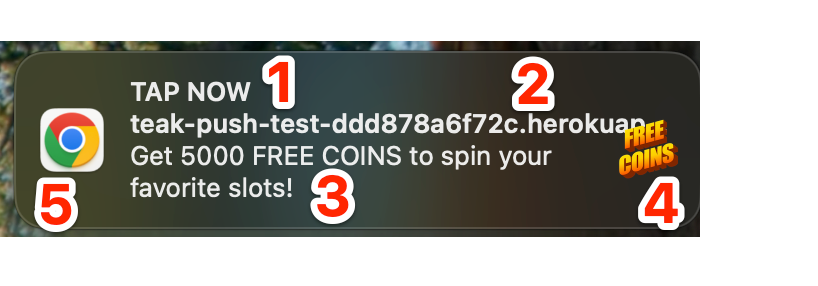 TAP NOW 1
2
teak-push-test-ddd878a6f72c.herokuap
Get 5000 FREE COINS to spin your
favorite slots! 3
FREE
COINS
4
5